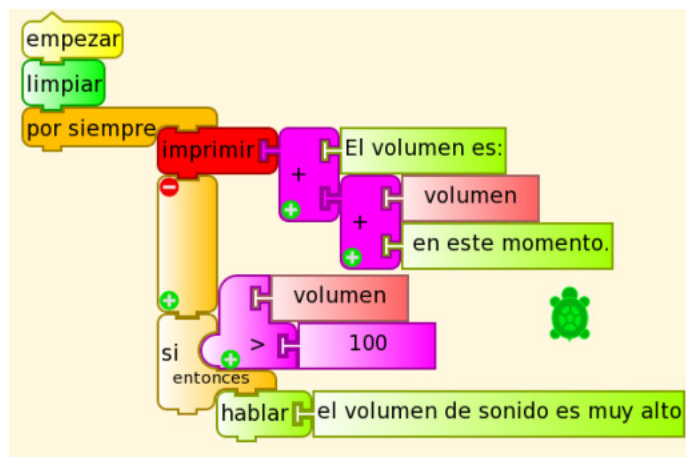 empezar
limpiar
por siempre
imprimir + El volumen es:
+ volumen
en este momento.
volumen
si > 100
entonces
hablar el volumen de sonido es muy alto